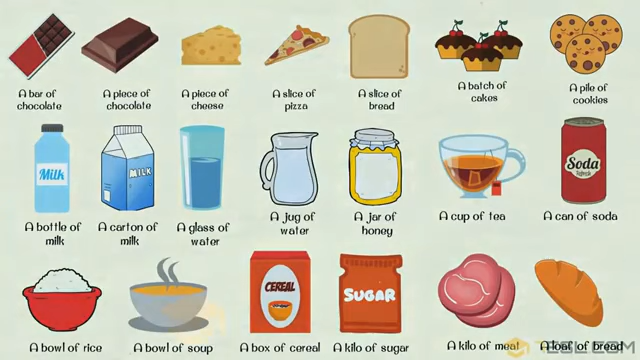 A bar of
chocolate
A piece of
chocolate
A piece of
cheese
A slice of
pizza
A slice of
bread
A batch of
cakes
A pile of
cookies
Milk
MILK
Soda
A bottle of
milk
A carton of
milk
A glass of
water
A jug of
water
A jar of
honey
A cup of tea
A can of soda
CEREAL
SUGAR
A bowl of rice
A bowl of soup
A box of cereal
A kilo of sugar
A kilo of meat
A loaf of bread